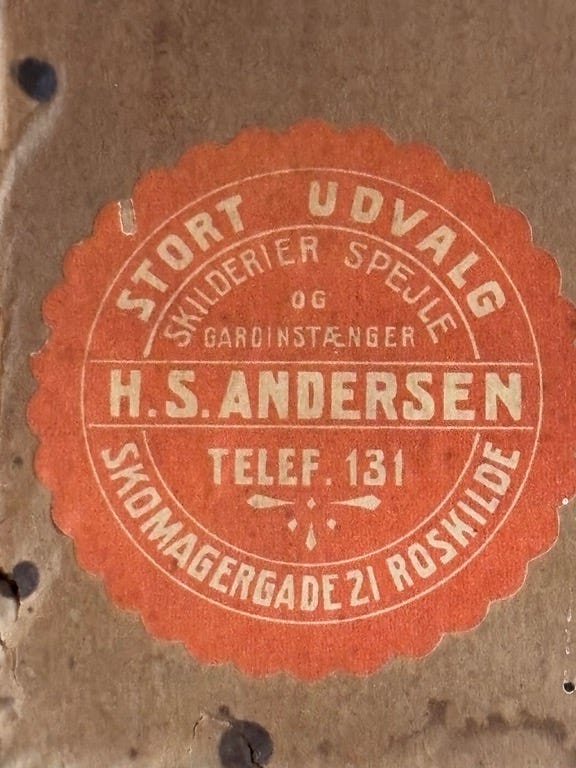 STORT UDVALG
SKILDERIER SPEJLE
OG
GARDINSTÆNGER
H.S. ANDERSEN
TELEF. 131
SKOMAGERGADE 21 ROSKILDE